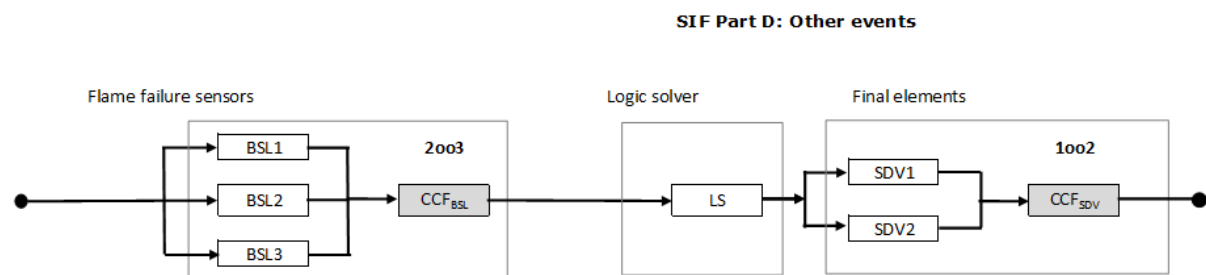 SIF Part D: Other events
Flame failure sensors
Logic solver
Final elements
BSL1
2oo3
BSL2
CCFBSL
BSL3
LS
1oo2
SDV1
SDV2
CCFSDV